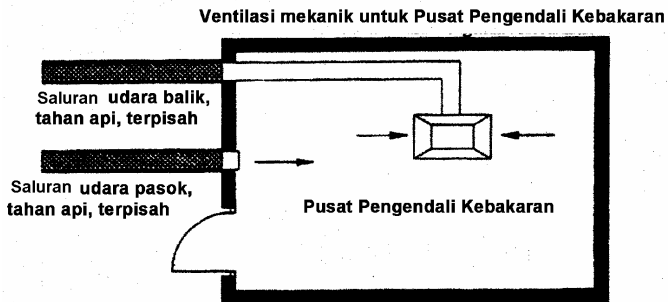 Ventilasi mekanik untuk Pusat Pengendali Kebakaran
Saluran udara balik,
tahan api, terpisah
Saluran udara pasok,
tahan api, terpisah
Pusat Pengendali Kebakaran